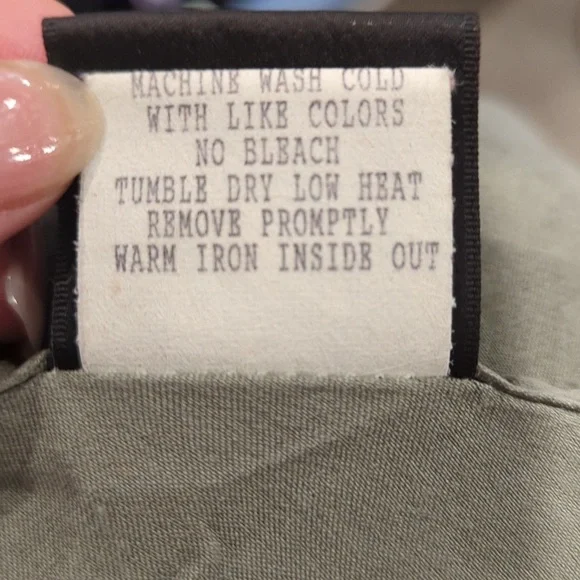 MACHINE WASH COLD
WITH LIKE COLORS
NO BLEACH
TUMBLE DRY LOW HEAT
REMOVE PROMPTLY
WARM IRON INSIDE OUT